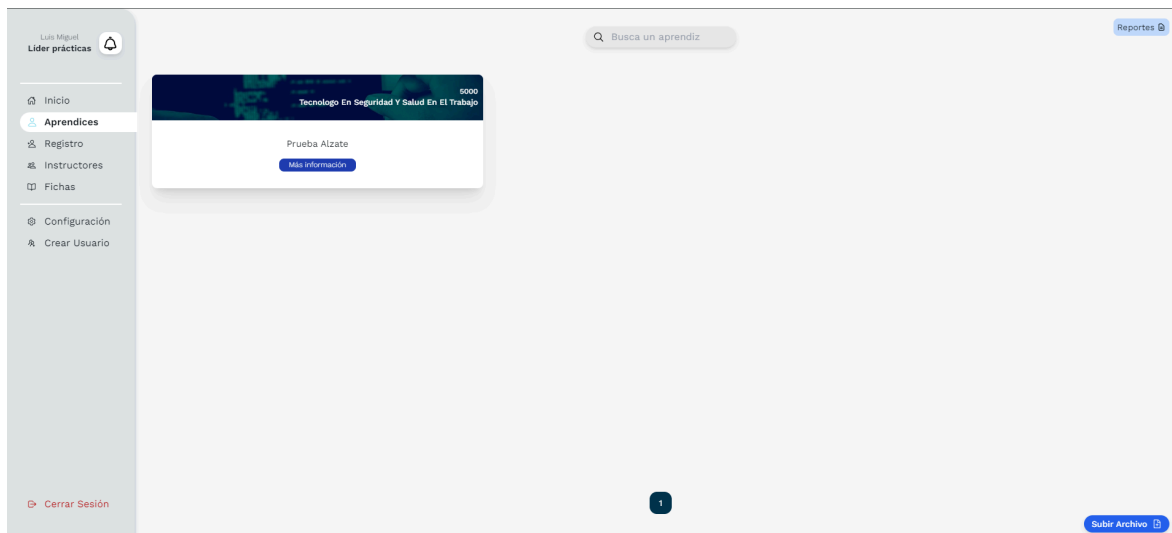 Luis Miguel
Líder prácticas
Inicio
Aprendices
Registro
Instructores
Fichas
Configuración
Crear Usuario
Cerrar Sesión
Busca un aprendiz
Reportes
5000
Tecnologo En Seguridad Y Salud En El Trabajo
Prueba Alzate
Más información
1
Subir Archivo